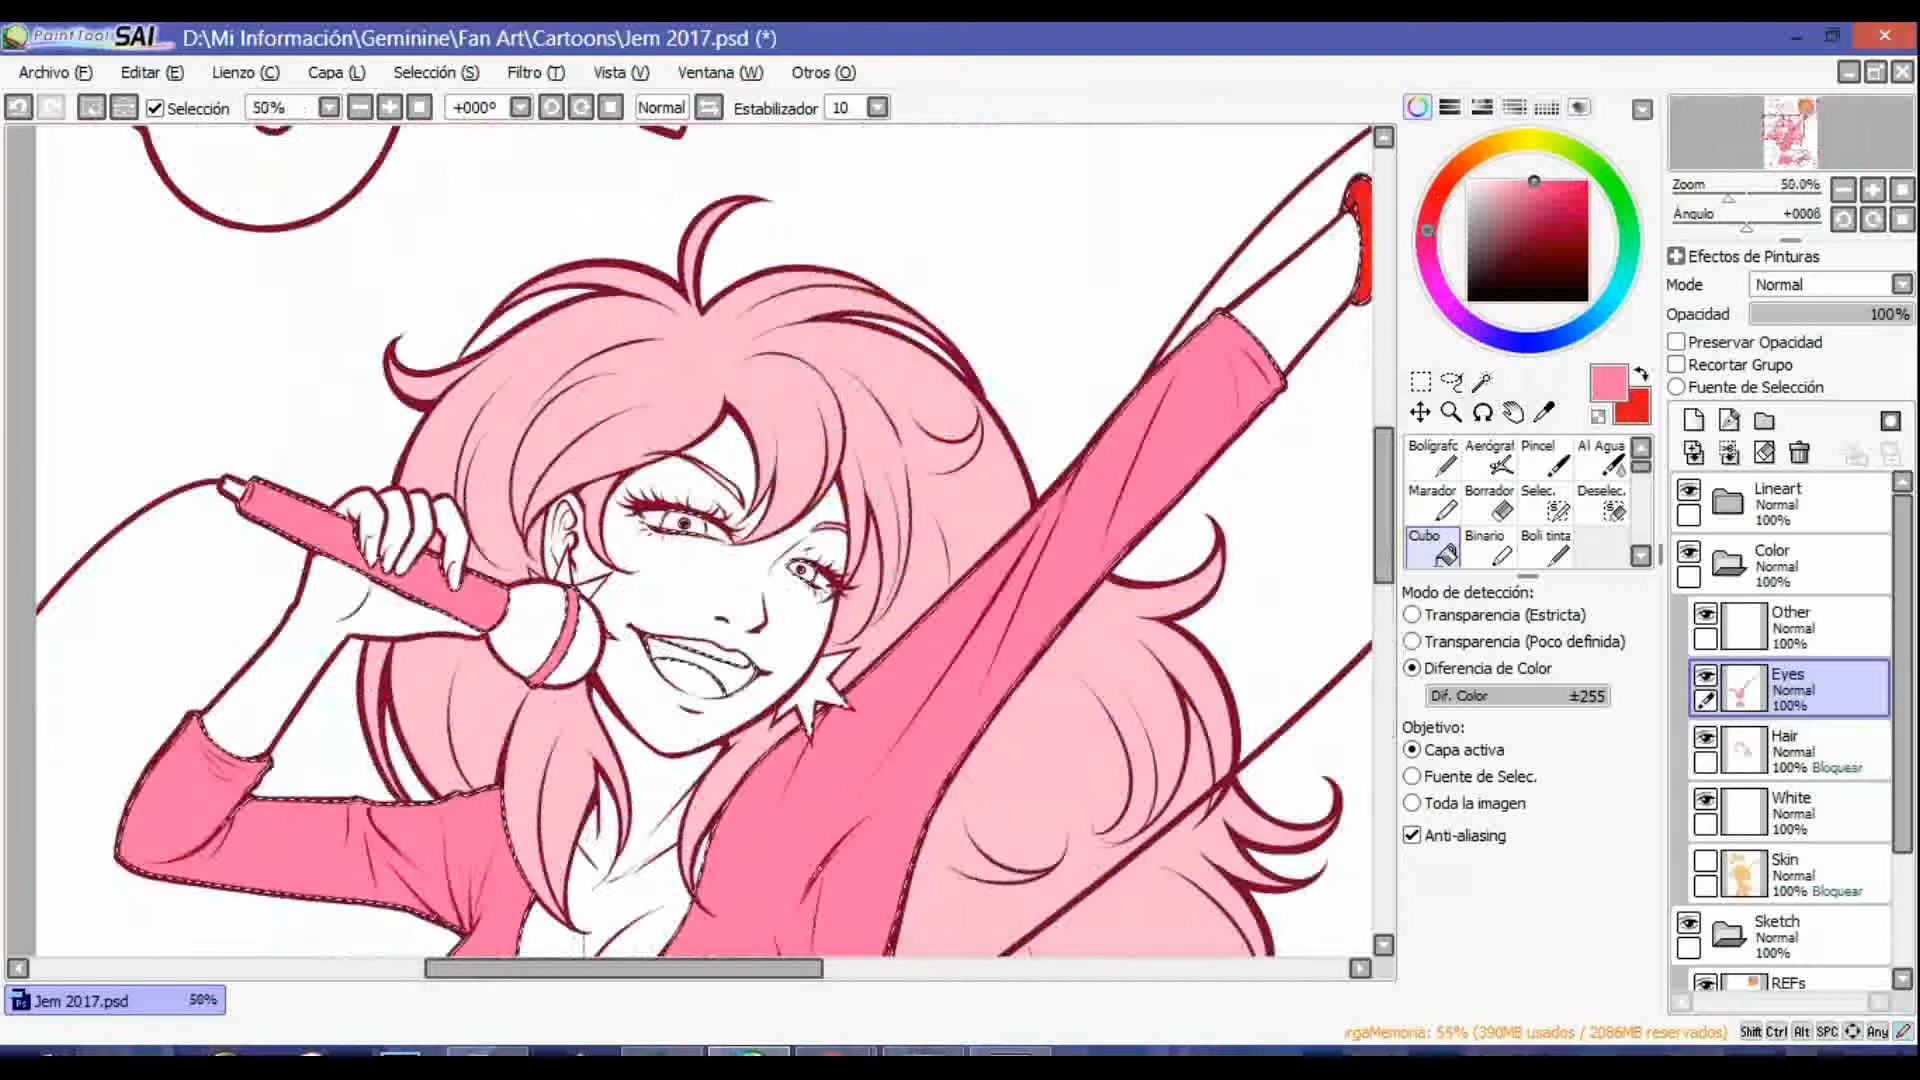 PaintTool SAI D:\Mi Información\Geminine\Fan Art\Cartoons\Jem 2017.psd (*)
Archivo (F) Editar (E) Lienzo (C) Capa (L) Selección (S) Filtro (T) Vista (V) Ventana (W) Otros (O)
Selección 50% +000º Normal Estabilizador 10
Zoom 50.0%
Ángulo +000ß
Efectos de Pinturas
Mode Normal
Opacidad 100%
Preservar Opacidad
Recortar Grupo
Fuente de Selección
Bolígrafc Aerógraf Pincel Al Agua
Marador Borrador Selec. Deselec.
Cubo Binario Boli tinta
Modo de detección:
Transparencia (Estricta)
Transparencia (Poco definida)
Diferencia de Color
Dif. Color ±255
Objetivo:
Capa activa
Fuente de Selec.
Toda la imagen
Anti-aliasing
Lineart
Normal
100%
Color
Normal
100%
Other
Normal
100%
Eyes
Normal
100%
Hair
Normal
100% Bloquear
White
Normal
100%
Skin
Normal
100% Bloquear
Sketch
Normal
100%
REFs
Jem 2017.psd 50%
rgaMemoria: 55% (390MB usados / 2086MB reservados) Shift Ctrl Alt SPC Any